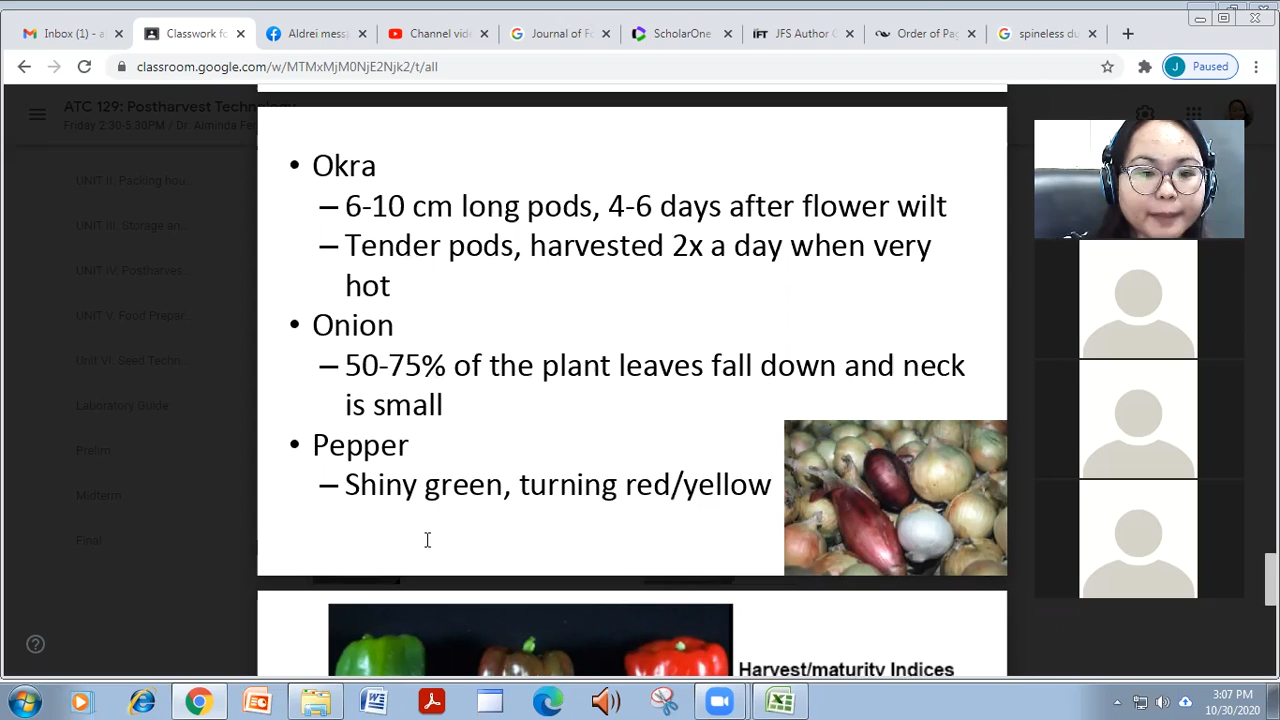 Inbox (1) - a
Classwork fo
Aldrei mess
Channel vid
Journal of Fo
ScholarOne
IFT JFS Author G
Order of Pap
spineless du
classroom.google.com/w/MTMxMjM0NjE2Njk2/t/all
J Paused
ATC 129: Postharvest Technology
Friday 2:30-5:30PM / Dr. Alminda Fe
UNIT II. Packing hou...
UNIT III. Storage an...
UNIT IV. Postharves...
UNIT V. Food Prepar...
Unit VI. Seed Techn...
Laboratory Guide
Prelim
Midterm
Final
• Okra
– 6-10 cm long pods, 4-6 days after flower wilt
– Tender pods, harvested 2x a day when very
hot
• Onion
– 50-75% of the plant leaves fall down and neck
is small
• Pepper
– Shiny green, turning red/yellow
Harvest/maturity Indices
3:07 PM
10/30/2020